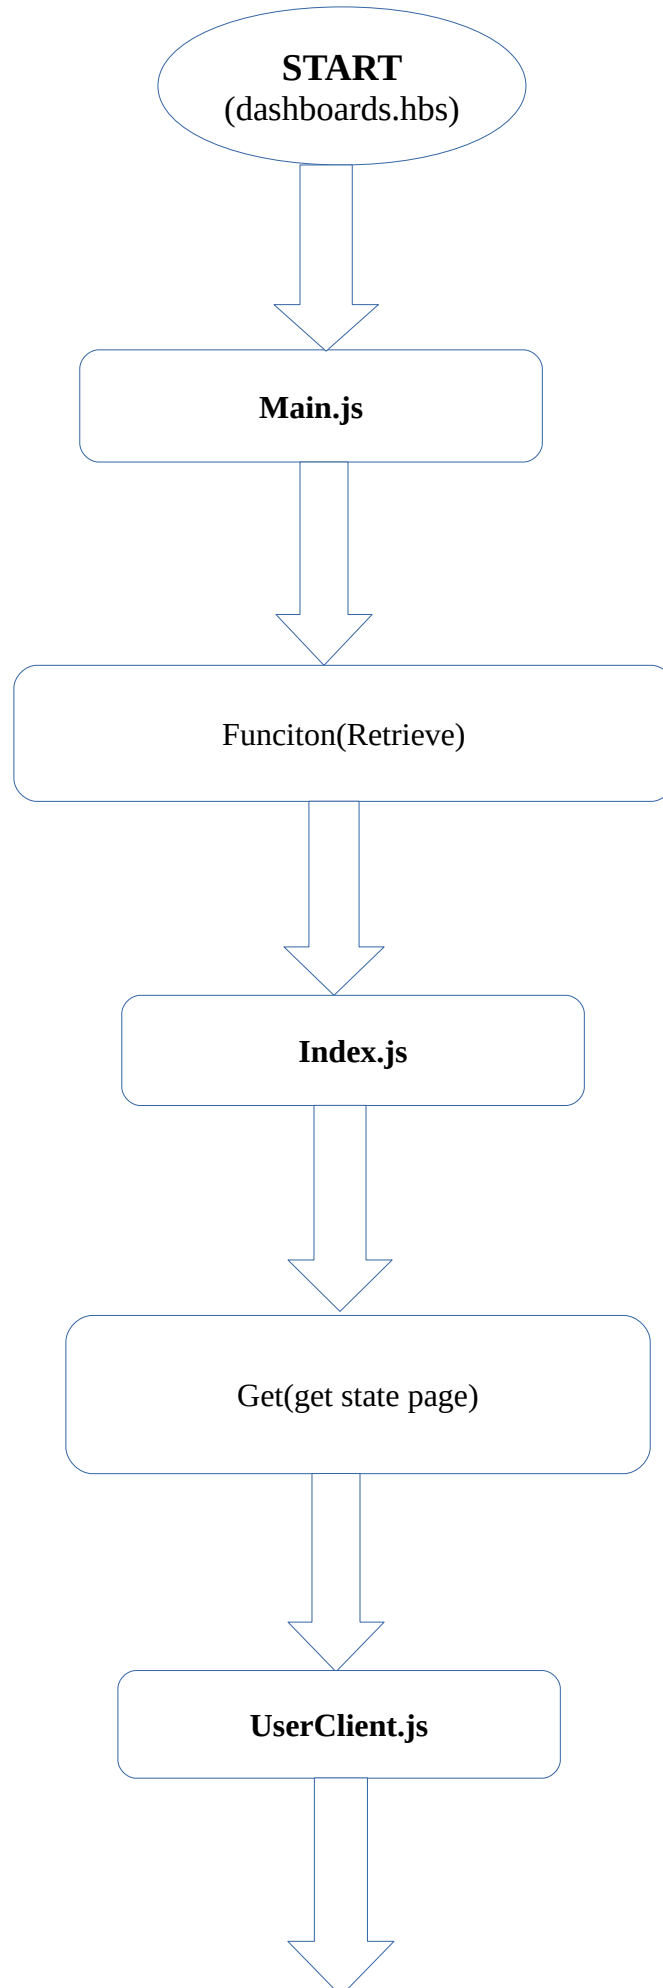 START
(dashboards.hbs)
Main.js
Funciton(Retrieve)
Index.js
Get(get state page)
UserClient.js